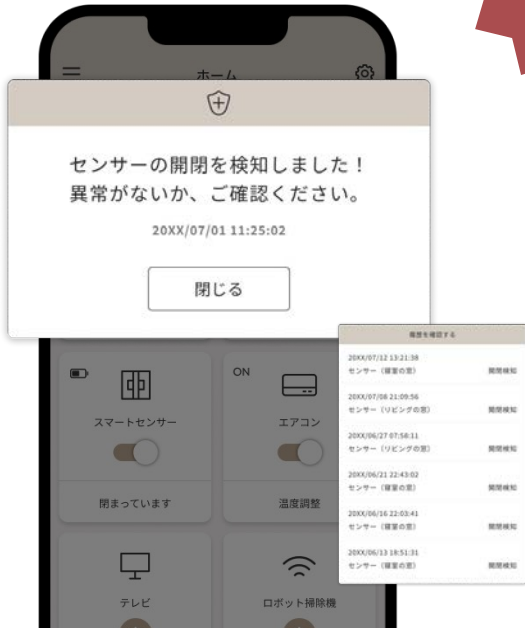 ホーム
センサーの開閉を検知しました！
異常がないか、ご確認ください。
20XX/07/01 11:25:02
閉じる
履歴を確認する
20XX/07/12 13:21:38
センサー（寝室の窓） 開閉検知
20XX/07/08 21:09:56
センサー（リビングの窓） 開閉検知
20XX/06/27 07:58:11
センサー（リビングの窓） 開閉検知
20XX/06/21 22:43:02
センサー（寝室の窓） 開閉検知
20XX/06/16 22:03:41
センサー（寝室の窓） 開閉検知
20XX/06/13 18:51:31
センサー（寝室の窓） 開閉検知
スマートセンサー
閉まっています
ON
エアコン
温度調整
テレビ
ロボット掃除機